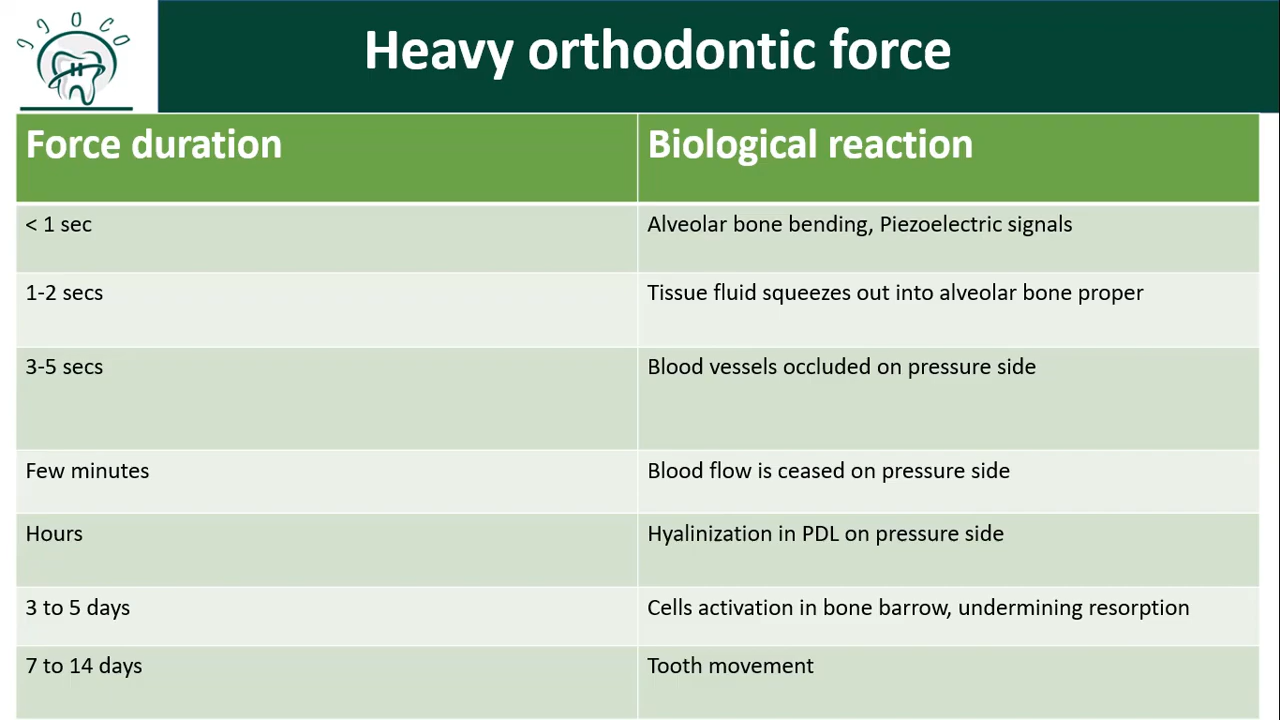 IJOCO
Heavy orthodontic force
Force duration
Biological reaction
< 1 sec
Alveolar bone bending, Piezoelectric signals
1-2 secs
Tissue fluid squeezes out into alveolar bone proper
3-5 secs
Blood vessels occluded on pressure side
Few minutes
Blood flow is ceased on pressure side
Hours
Hyalinization in PDL on pressure side
3 to 5 days
Cells activation in bone barrow, undermining resorption
7 to 14 days
Tooth movement